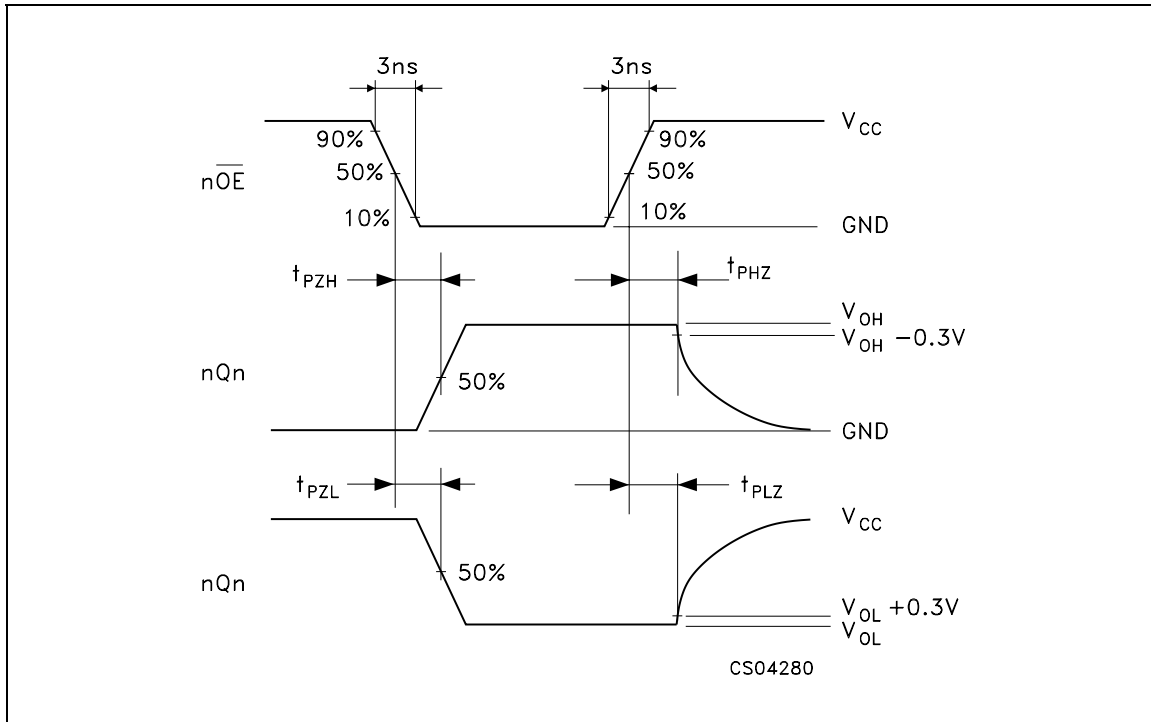 3ns 3ns
V_CC
90% 90%
50% 50%
nO̅E̅
10% 10%
GND
t_PZH t_PHZ
V_OH
V_OH −0.3V
nQn
50%
GND
t_PZL t_PLZ
V_CC
50%
nQn
V_OL +0.3V
V_OL
CS04280